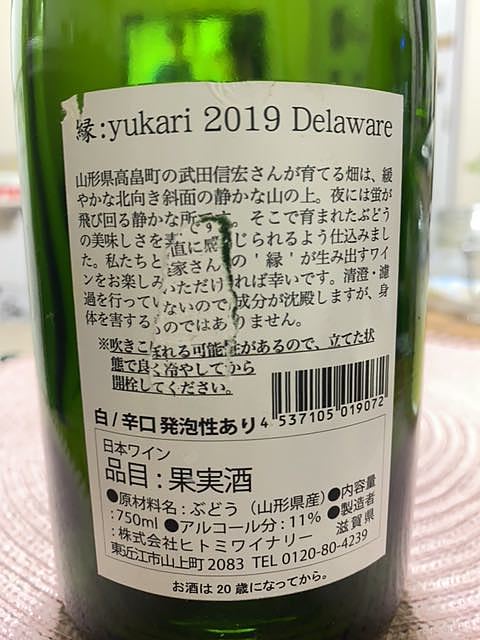 縁:yukari 2019 Delaware
山形県高畠町の武田信宏さんが育てる畑は、緩
やかな北向き斜面の静かな山の上。夜には蛍が
飛び回る静かな所です。そこで育まれたぶどう
の美味しさを素直に感じられるよう仕込みまし
た。私たちと家さんの'縁'が生み出すワイ
ンをお楽しみいただければ幸いです。清澄・濾
過を行っていないので成分が沈殿しますが、身
体を害するものではありません。
※吹きこぼれる可能性があるので、立てた状
態で良く冷やしてから
開栓してください。
白/辛口 発泡性あり
4 537105 019072
日本ワイン
品目:果実酒
●原材料名:ぶどう(山形県産)●内容量
:750ml ●アルコール分:11% ●製造者
:株式会社ヒトミワイナリー 滋賀県
東近江市山上町2083 TEL 0120-80-4239
お酒は20歳になってから。